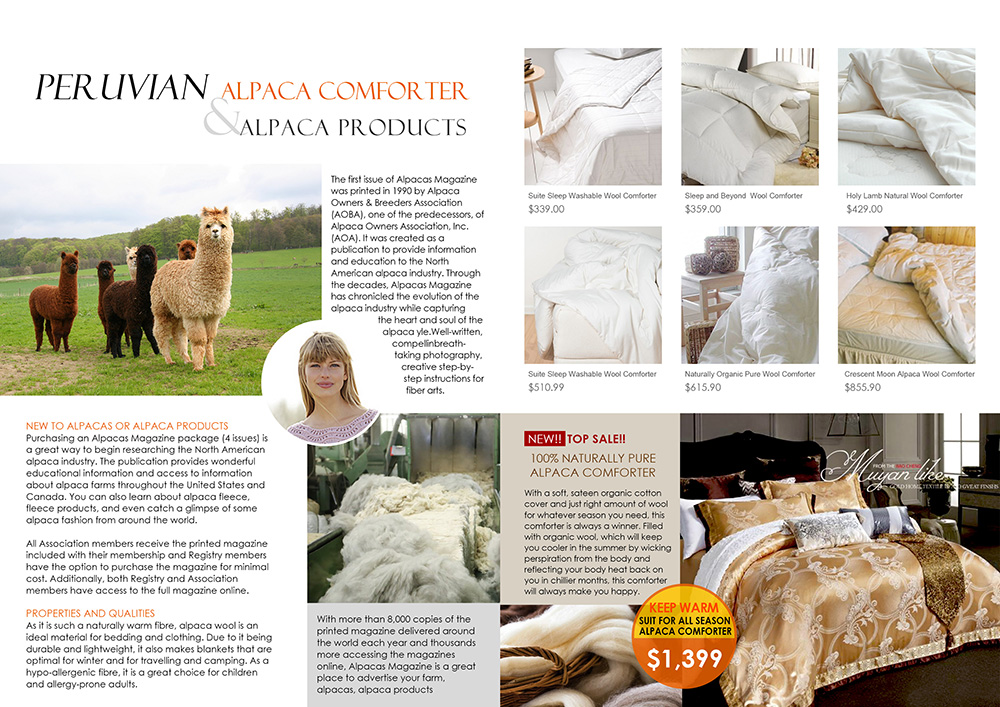 PERUVIAN ALPACA COMFORTER
& ALPACA PRODUCTS
The first issue of Alpacas Magazine
was printed in 1990 by Alpaca
Owners & Breeders Association
(AOBA), one of the predecessors, of
Alpaca Owners Association, Inc.
(AOA). It was created as a
publication to provide information
and education to the North
American alpaca industry. Through
the decades, Alpacas Magazine
has chronicled the evolution of the
alpaca industry while capturing
the heart and soul of the
alpaca yle.Well-written,
compellinbreath-
taking photography,
creative step-by-
step instructions for
fiber arts.
NEW TO ALPACAS OR ALPACA PRODUCTS
Purchasing an Alpacas Magazine package (4 issues) is
a great way to begin researching the North American
alpaca industry. The publication provides wonderful
educational information and access to information
about alpaca farms throughout the United States and
Canada. You can also learn about alpaca fleece,
fleece products, and even catch a glimpse of some
alpaca fashion from around the world.
All Association members receive the printed magazine
included with their membership and Registry members
have the option to purchase the magazine for minimal
cost. Additionally, both Registry and Association
members have access to the full magazine online.
PROPERTIES AND QUALITIES
As it is such a naturally warm fibre, alpaca wool is an
ideal material for bedding and clothing. Due to it being
durable and lightweight, it also makes blankets that are
optimal for winter and for travelling and camping. As a
hypo-allergenic fibre, it is a great choice for children
and allergy-prone adults.
With more than 8,000 copies of the
printed magazine delivered around
the world each year and thousands
more accessing the magazines
online, Alpacas Magazine is a great
place to advertise your farm,
alpacas, alpaca products
Suite Sleep Washable Wool Comforter
$339.00
Sleep and Beyond Wool Comforter
$359.00
Holy Lamb Natural Wool Comforter
$429.00
Suite Sleep Washable Wool Comforter
$510.99
Naturally Organic Pure Wool Comforter
$615.90
Crescent Moon Alpaca Wool Comforter
$855.90
NEW!! TOP SALE!!
100% NATURALLY PURE
ALPACA COMFORTER
With a soft, sateen organic cotton
cover and just right amount of wool
for whatever season you need, this
comforter is always a winner. Filled
with organic wool, which will keep
you cooler in the summer by wicking
perspiration from the body and
reflecting your body heat back on
you in chillier months, this comforter
will always make you happy.
KEEP WARM
SUIT FOR ALL SEASON
ALPACA COMFORTER
$1,399
FROM THE
Muyan like
GOLD HOME TEXTILE